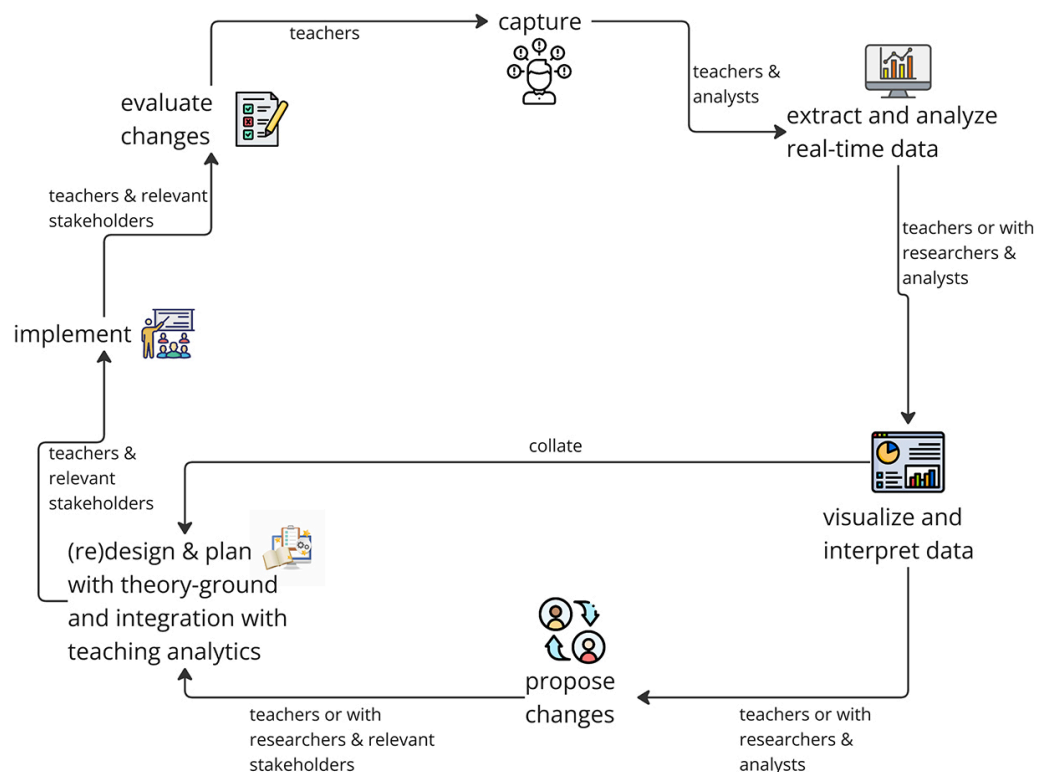 capture
teachers
teachers &
analysts
extract and analyze
real-time data
evaluate
changes
teachers & relevant
stakeholders
teachers or with
researchers &
analysts
implement
collate
teachers &
relevant
stakeholders
visualize and
interpret data
(re)design & plan
with theory-ground
and integration with
teaching analytics
propose
changes
teachers or with
researchers & relevant
stakeholders
teachers or with
researchers &
analysts